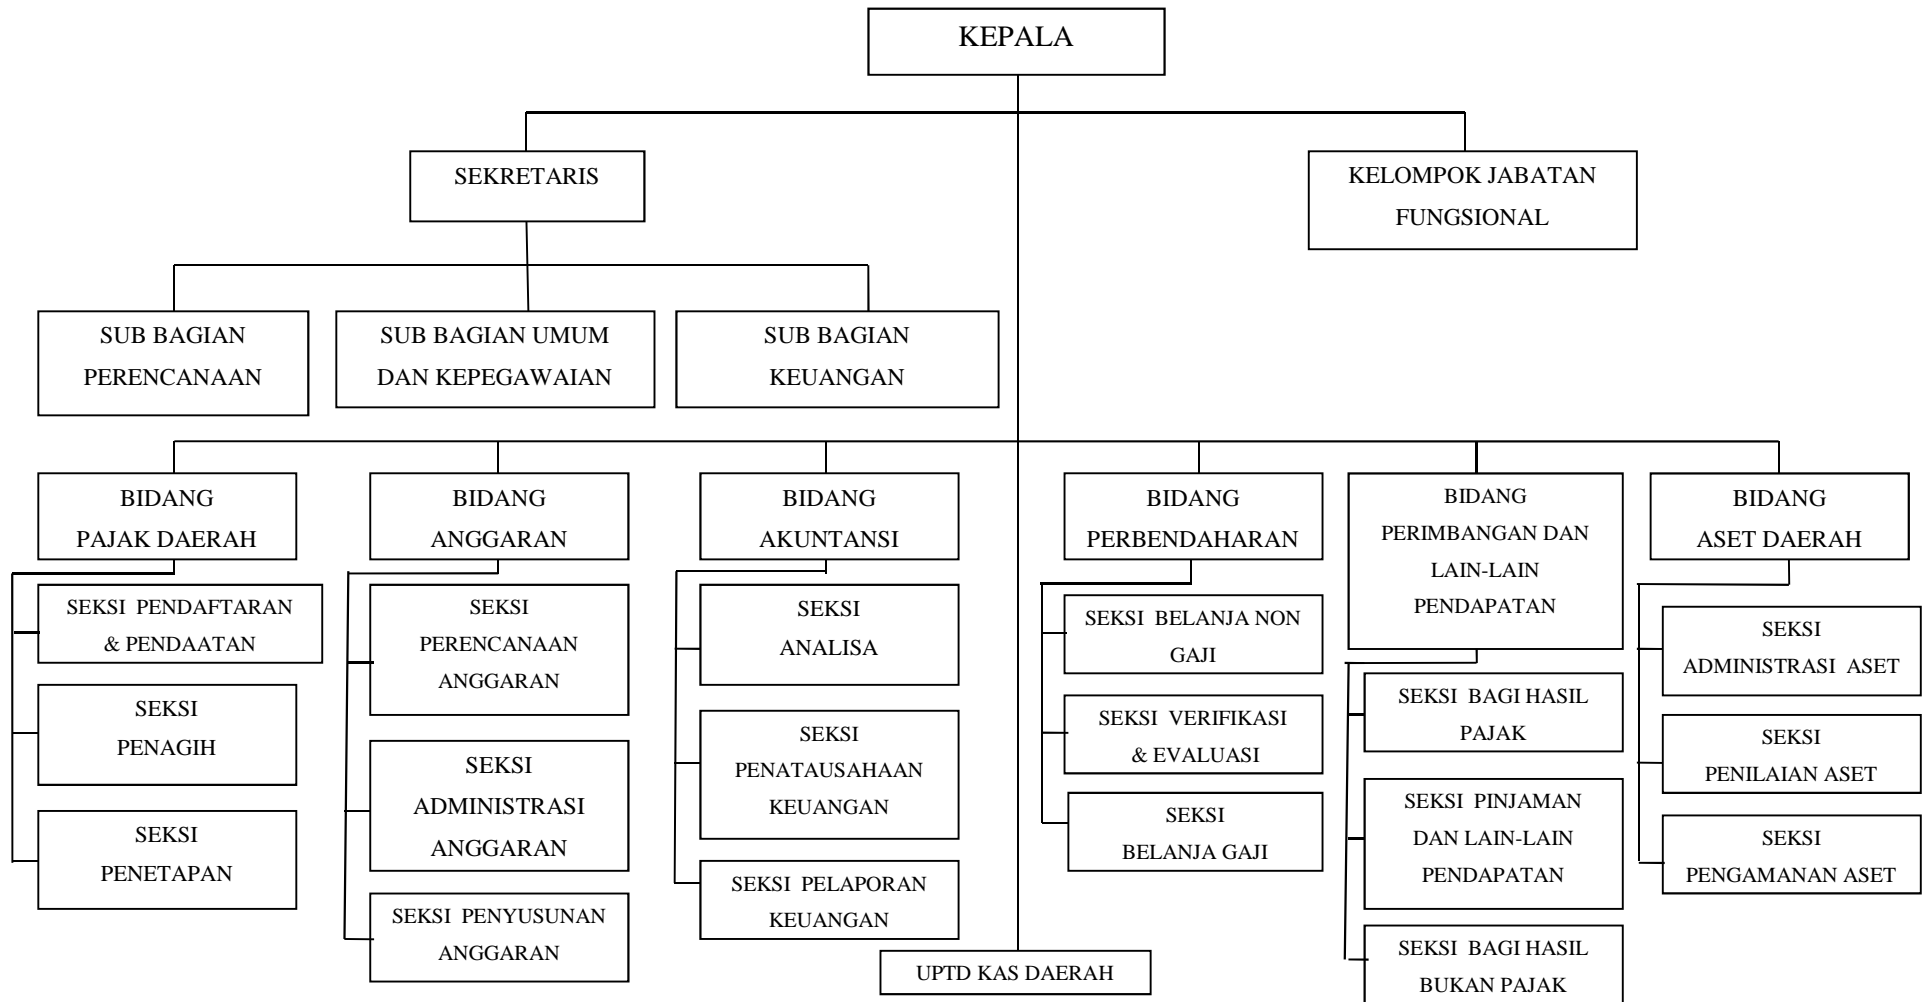 KEPALA
SEKRETARIS
KELOMPOK JABATAN
FUNGSIONAL
SUB BAGIAN
PERENCANAAN
SUB BAGIAN UMUM
DAN KEPEGAWAIAN
SUB BAGIAN
KEUANGAN
BIDANG
PAJAK DAERAH
BIDANG
ANGGARAN
BIDANG
AKUNTANSI
BIDANG
PERBENDAHARAN
BIDANG
PERIMBANGAN DAN
LAIN-LAIN
PENDAPATAN
BIDANG
ASET DAERAH
SEKSI PENDAFTARAN
& PENDAATAN
SEKSI
PENAGIH
SEKSI
PENETAPAN
SEKSI
PERENCANAAN
ANGGARAN
SEKSI
ADMINISTRASI
ANGGARAN
SEKSI PENYUSUNAN
ANGGARAN
SEKSI
ANALISA
SEKSI
PENATAUSAHAAN
KEUANGAN
SEKSI PELAPORAN
KEUANGAN
SEKSI BELANJA NON
GAJI
SEKSI VERIFIKASI
& EVALUASI
SEKSI
BELANJA GAJI
SEKSI BAGI HASIL
PAJAK
SEKSI PINJAMAN
DAN LAIN-LAIN
PENDAPATAN
SEKSI BAGI HASIL
BUKAN PAJAK
SEKSI
ADMINISTRASI ASET
SEKSI
PENILAIAN ASET
SEKSI
PENGAMANAN ASET
UPTD KAS DAERAH